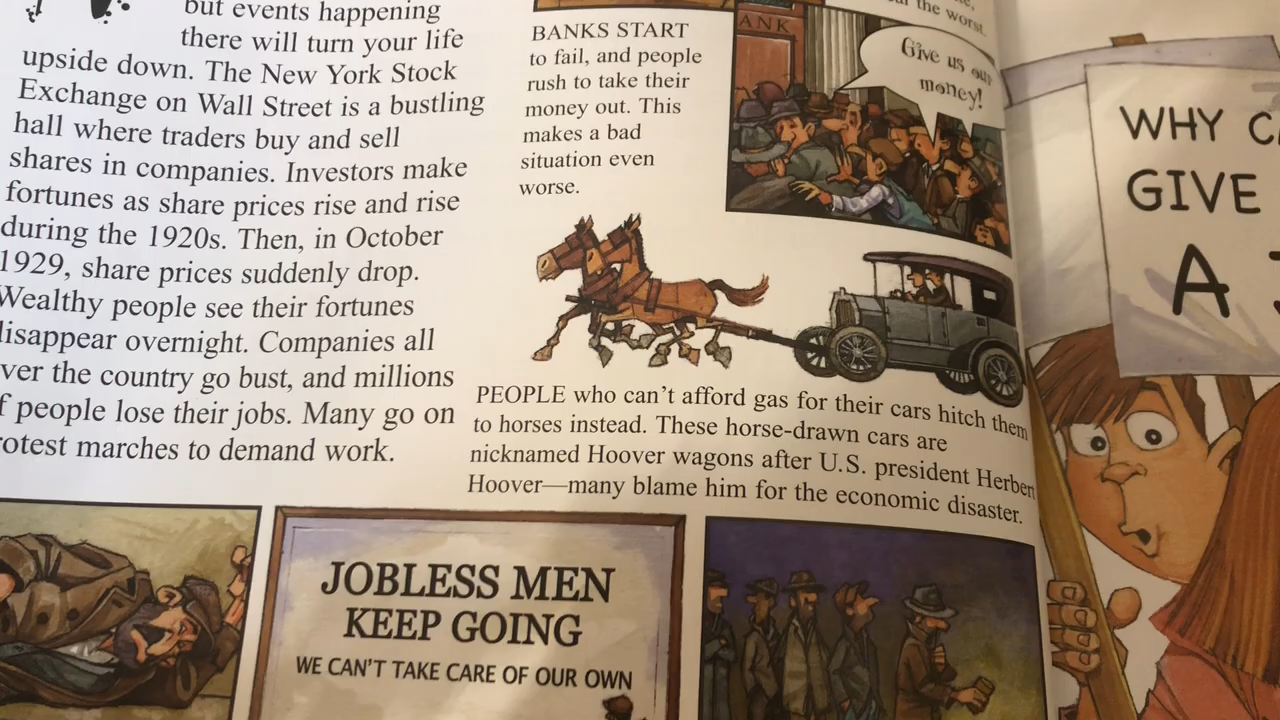 but events happening
there will turn your life
upside down. The New York Stock
Exchange on Wall Street is a bustling
hall where traders buy and sell
shares in companies. Investors make
fortunes as share prices rise and rise
during the 1920s. Then, in October
1929, share prices suddenly drop.
Wealthy people see their fortunes
disappear overnight. Companies all
ver the country go bust, and millions
f people lose their jobs. Many go on
otest marches to demand work.
BANKS START
to fail, and people
rush to take their
money out. This
makes a bad
situation even
worse.
the worst.
ANK
Give us our
money!
PEOPLE who can't afford gas for their cars hitch them
to horses instead. These horse-drawn cars are
nicknamed Hoover wagons after U.S. president Herbert
Hoover—many blame him for the economic disaster.
JOBLESS MEN
KEEP GOING
WE CAN'T TAKE CARE OF OUR OWN
WHY C
GIVE
A